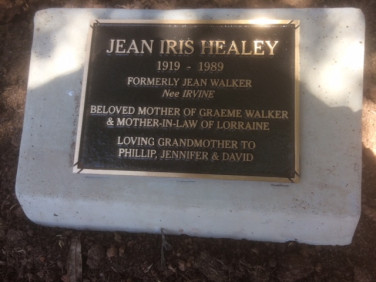 JEAN IRIS HEALEY
1919 - 1989
FORMERLY JEAN WALKER
Nee IRVINE
BELOVED MOTHER OF GRAEME WALKER
& MOTHER-IN-LAW OF LORRAINE
LOVING GRANDMOTHER TO
PHILLIP, JENNIFER & DAVID